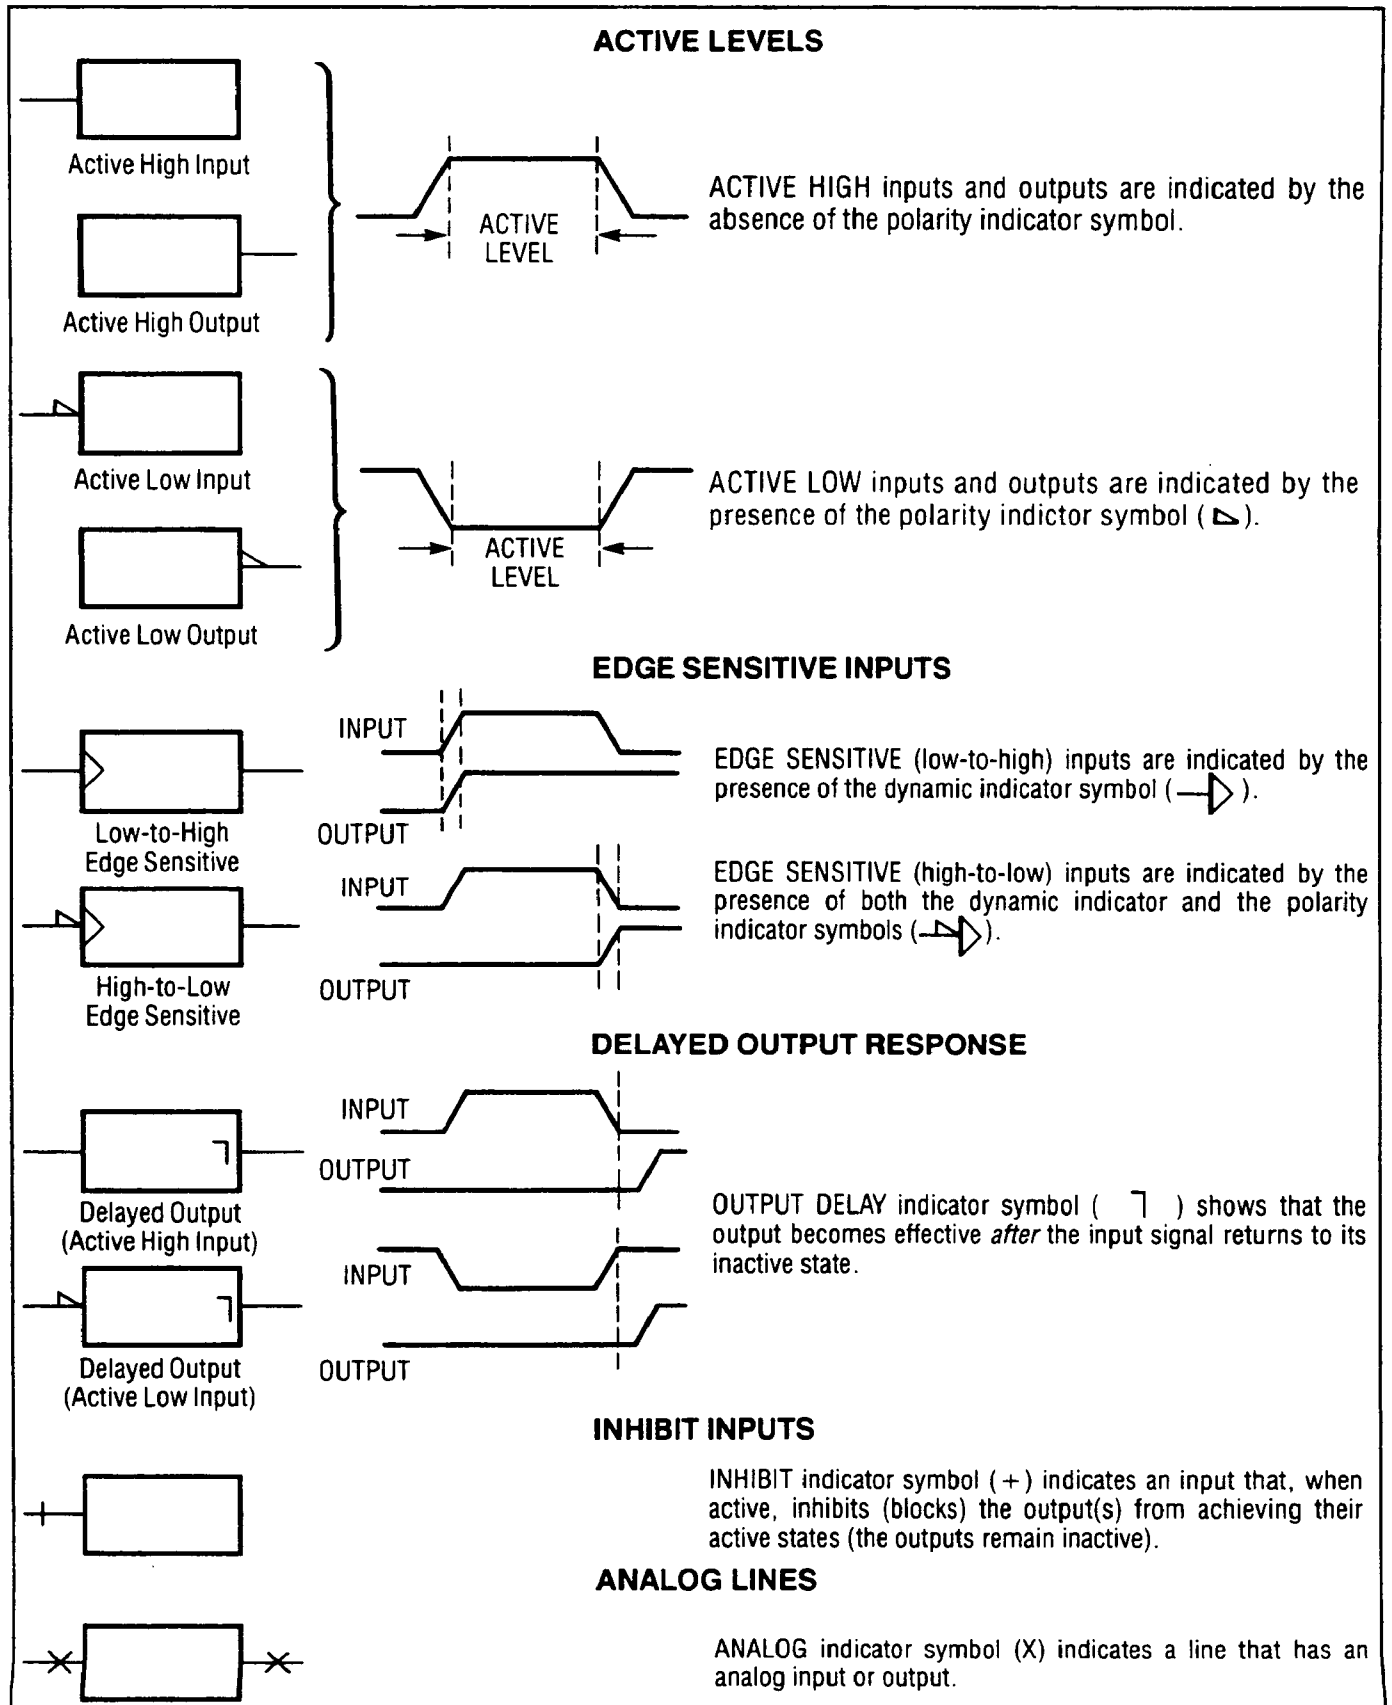 ACTIVE LEVELS
Active High Input
Active High Output
ACTIVE
LEVEL
ACTIVE HIGH inputs and outputs are indicated by the
absence of the polarity indicator symbol.
Active Low Input
Active Low Output
ACTIVE
LEVEL
ACTIVE LOW inputs and outputs are indicated by the
presence of the polarity indictor symbol ( ).
EDGE SENSITIVE INPUTS
Low-to-High
Edge Sensitive
INPUT
OUTPUT
EDGE SENSITIVE (low-to-high) inputs are indicated by the
presence of the dynamic indicator symbol ( ).
High-to-Low
Edge Sensitive
INPUT
OUTPUT
EDGE SENSITIVE (high-to-low) inputs are indicated by the
presence of both the dynamic indicator and the polarity
indicator symbols ( ).
DELAYED OUTPUT RESPONSE
Delayed Output
(Active High Input)
INPUT
OUTPUT
Delayed Output
(Active Low Input)
INPUT
OUTPUT
OUTPUT DELAY indicator symbol ( ┐ ) shows that the
output becomes effective after the input signal returns to its
inactive state.
INHIBIT INPUTS
INHIBIT indicator symbol (+) indicates an input that, when
active, inhibits (blocks) the output(s) from achieving their
active states (the outputs remain inactive).
ANALOG LINES
ANALOG indicator symbol (X) indicates a line that has an
analog input or output.